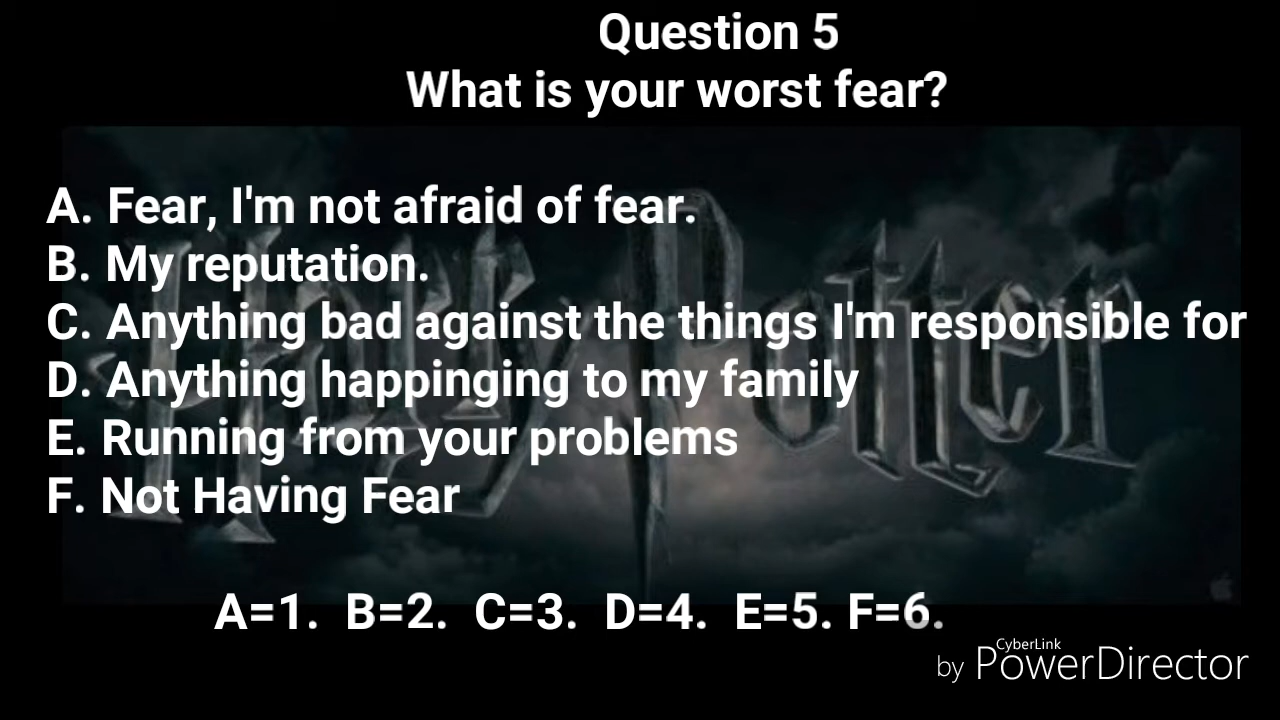 Question 5
What is your worst fear?
A. Fear, I'm not afraid of fear.
B. My reputation.
C. Anything bad against the things I'm responsible for
D. Anything happinging to my family
E. Running from your problems
F. Not Having Fear
Harry Potter
A=1. B=2. C=3. D=4. E=5. F=6.
by CyberLink PowerDirector